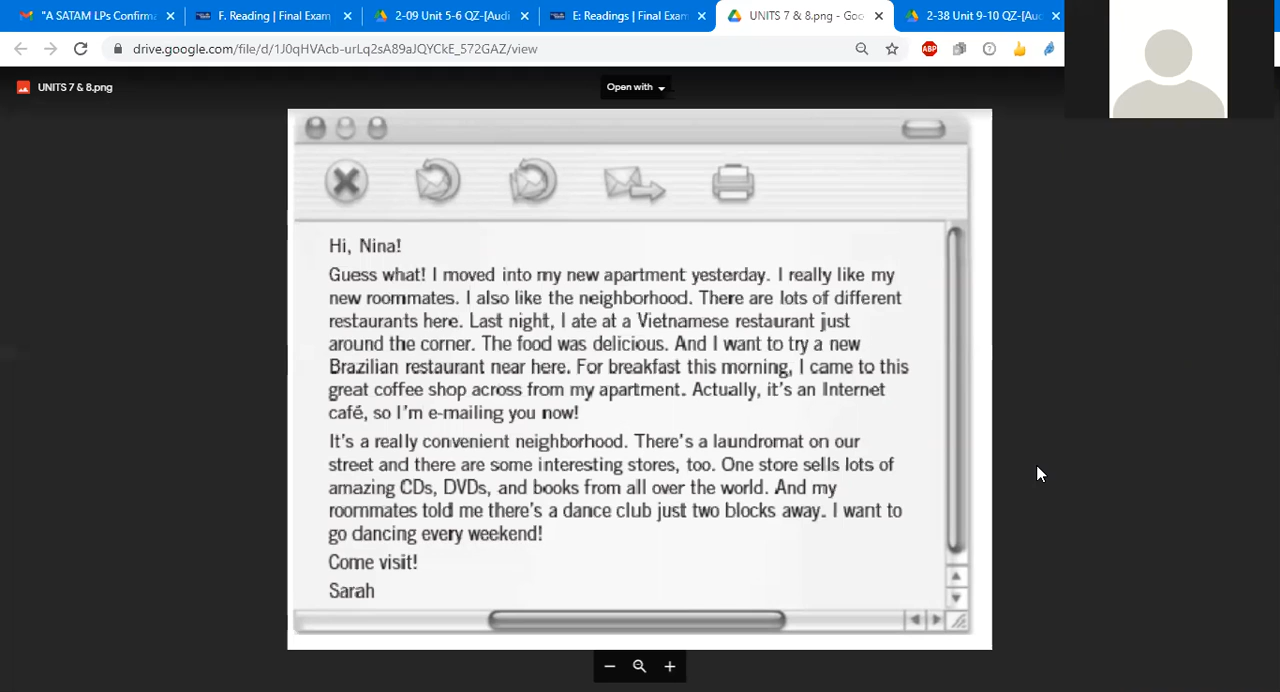 "A SATAM LPs Confirma
F. Reading | Final Exam
2-09 Unit 5-6 QZ-[Audi
E: Readings | Final Exam
UNITS 7 & 8.png - Goo
2-38 Unit 9-10 QZ-[Auc
drive.google.com/file/d/1J0qHVAcb-urLq2sA89aJQYCkE_572GAZ/view
ABP
UNITS 7 & 8.png
Open with
Hi, Nina!
Guess what! I moved into my new apartment yesterday. I really like my
new roommates. I also like the neighborhood. There are lots of different
restaurants here. Last night, I ate at a Vietnamese restaurant just
around the corner. The food was delicious. And I want to try a new
Brazilian restaurant near here. For breakfast this morning, I came to this
great coffee shop across from my apartment. Actually, it's an Internet
café, so I'm e-mailing you now!
It's a really convenient neighborhood. There's a laundromat on our
street and there are some interesting stores, too. One store sells lots of
amazing CDs, DVDs, and books from all over the world. And my
roommates told me there's a dance club just two blocks away. I want to
go dancing every weekend!
Come visit!
Sarah